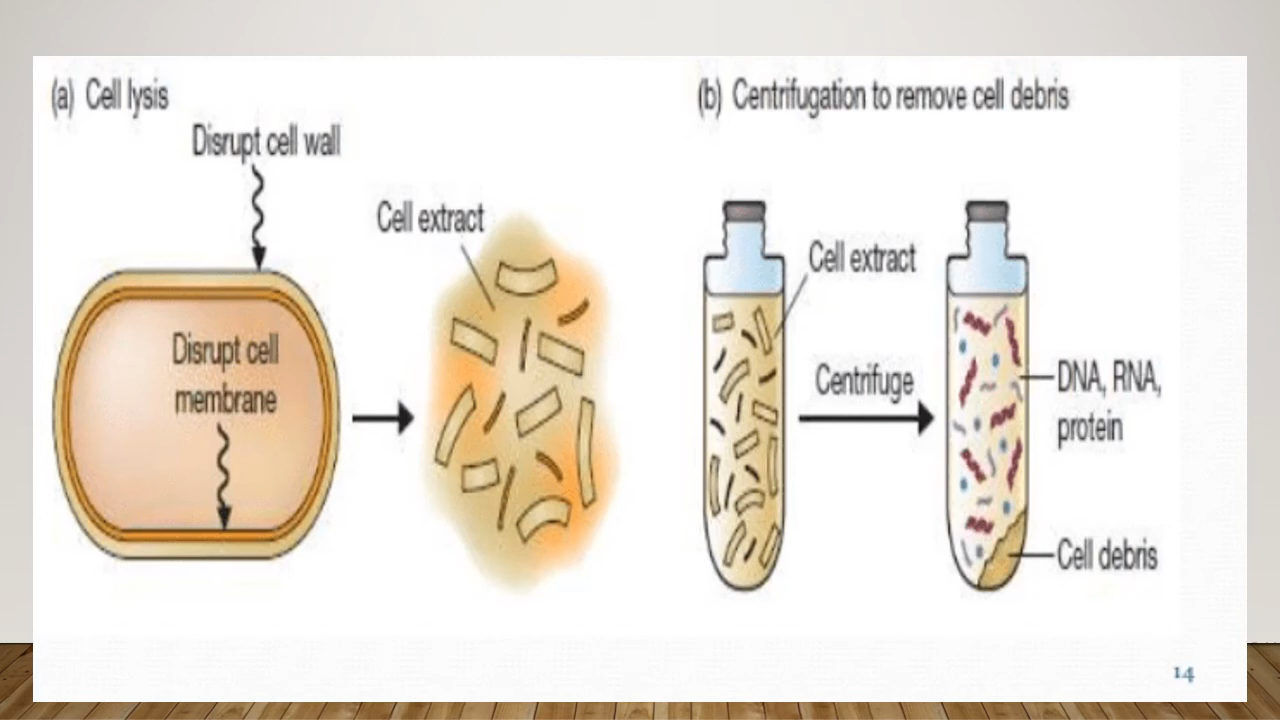 (a) Cell lysis
Disrupt cell wall
Cell extract
Disrupt cell
membrane
(b) Centrifugation to remove cell debris
Cell extract
Centrifuge
DNA, RNA,
protein
Cell debris
14